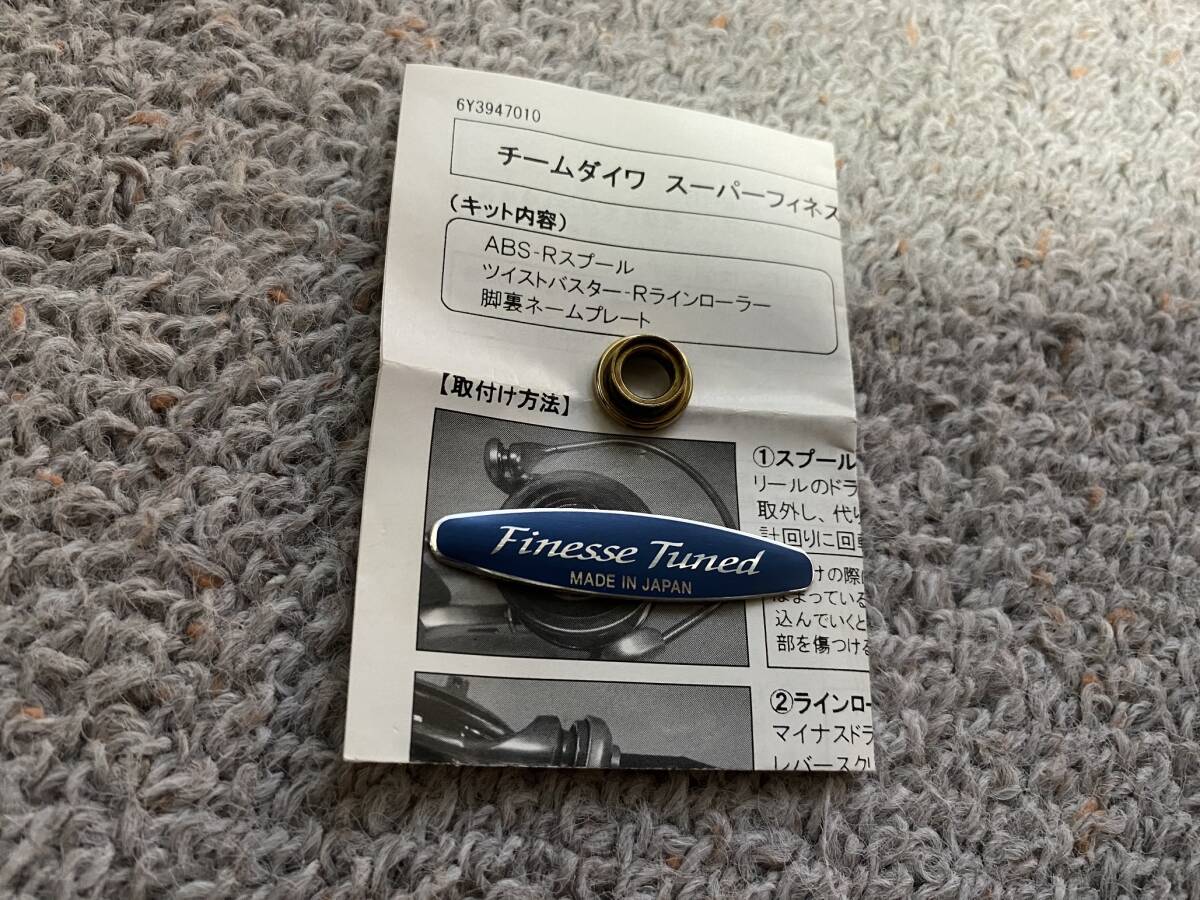 6Y3947010
チームダイワ スーパーフィネス
(キット内容)
ABS-Rスプール
ツイストバスター-Rラインローラー
脚裏ネームプレート
【取付け方法】
①スプール
リールのドラ
取外し、代り
計回りに回転
けの際に
はまっている
込んでいくと
部を傷つける
Finesse Tuned
MADE IN JAPAN
②ラインロー
マイナスドラ
レバースクリ